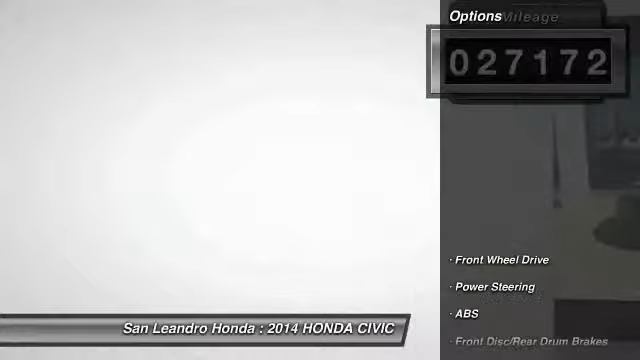 Options Mileage
027172
· Front Wheel Drive
· Power Steering
· ABS
· Front Disc/Rear Drum Brakes
San Leandro Honda : 2014 HONDA CIVIC